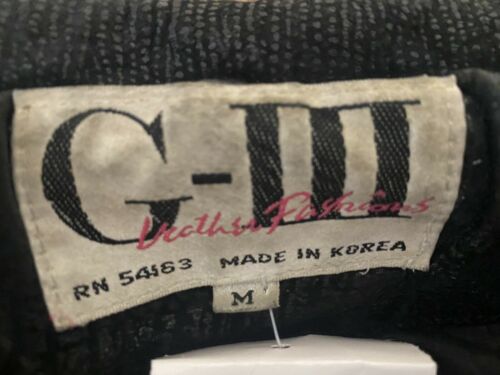 G-III
Leather Fashions
RN 54163 MADE IN KOREA
M